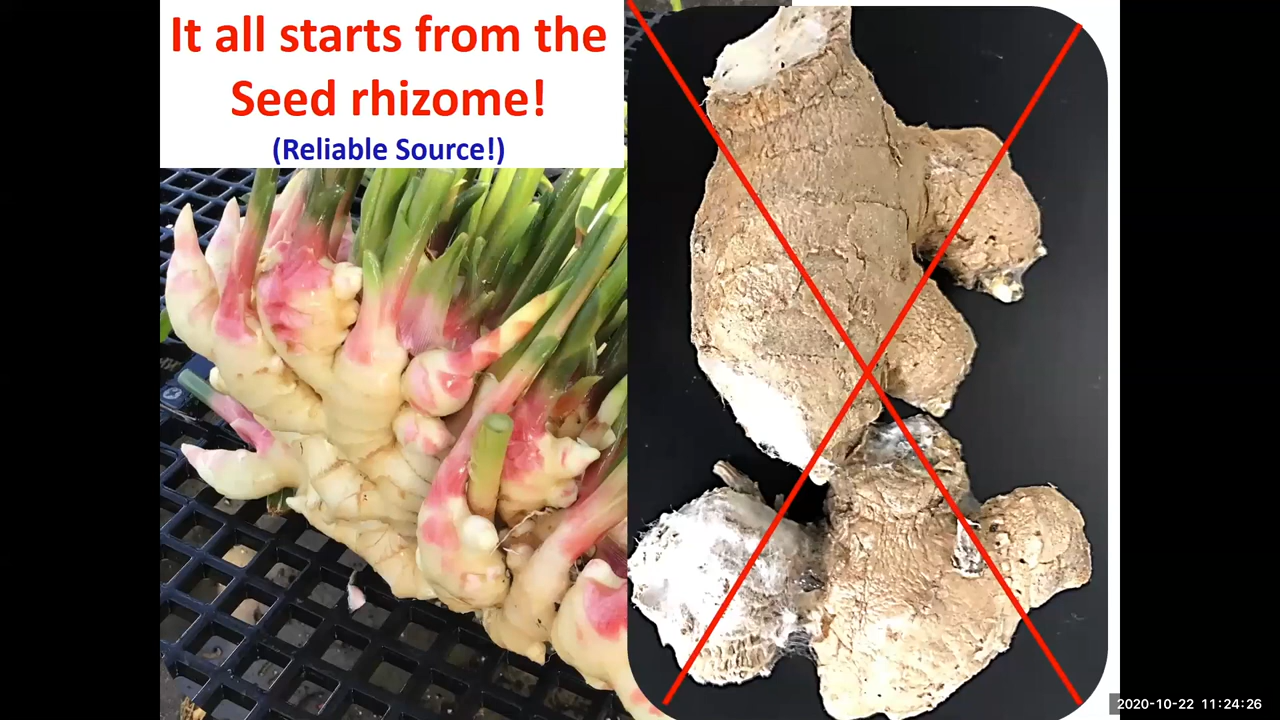 It all starts from the
Seed rhizome!
(Reliable Source!)
2020-10-22 11:24:26